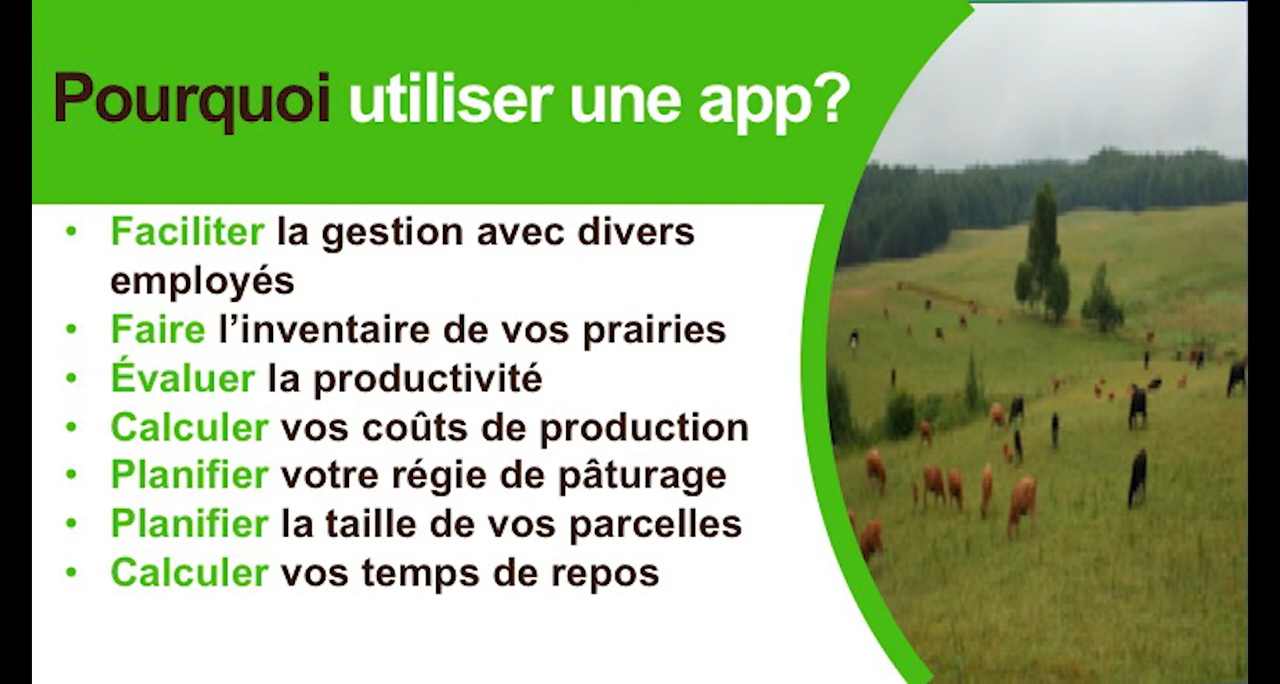 Pourquoi utiliser une app?
• Faciliter la gestion avec divers
employés
• Faire l’inventaire de vos prairies
• Évaluer la productivité
• Calculer vos coûts de production
• Planifier votre régie de pâturage
• Planifier la taille de vos parcelles
• Calculer vos temps de repos